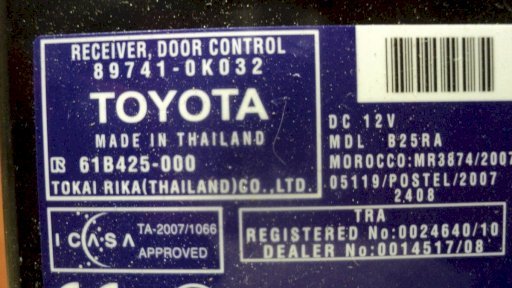 RECEIVER, DOOR CONTROL
89741-0K032
TOYOTA
MADE IN THAILAND
61B425-000
TOKAI RIKA(THAILAND)CO.,LTD.
DC 12V
MDL B25RA
MOROCCO:MR3874/2007
05119/POSTEL/2007
2408
ICASA
TA-2007/1066
APPROVED
TRA
REGISTERED No:0024640/10
DEALER No:0014517/08